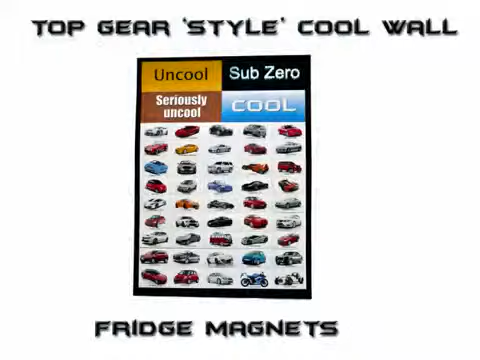 TOP GEAR 'STYLE' COOL WALL
Uncool
Sub Zero
Seriously
uncool
COOL
FRIDGE MAGNETS